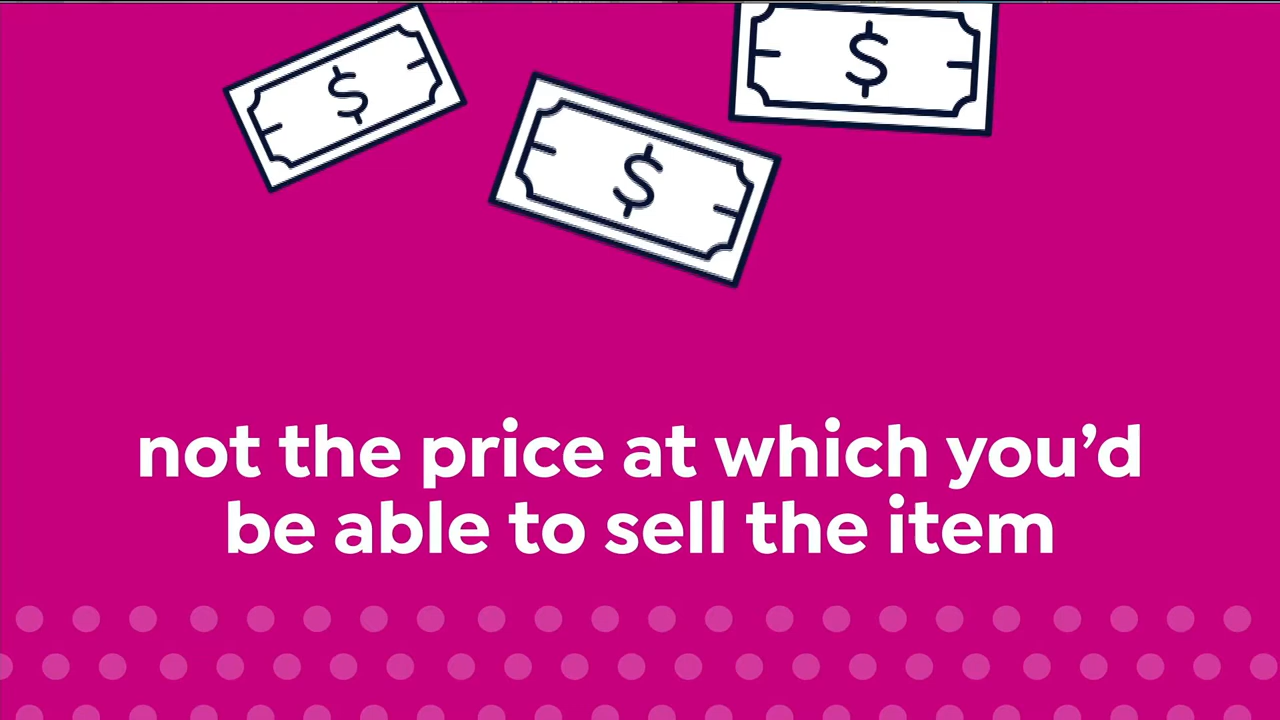 $
$
$
not the price at which you’d
be able to sell the item